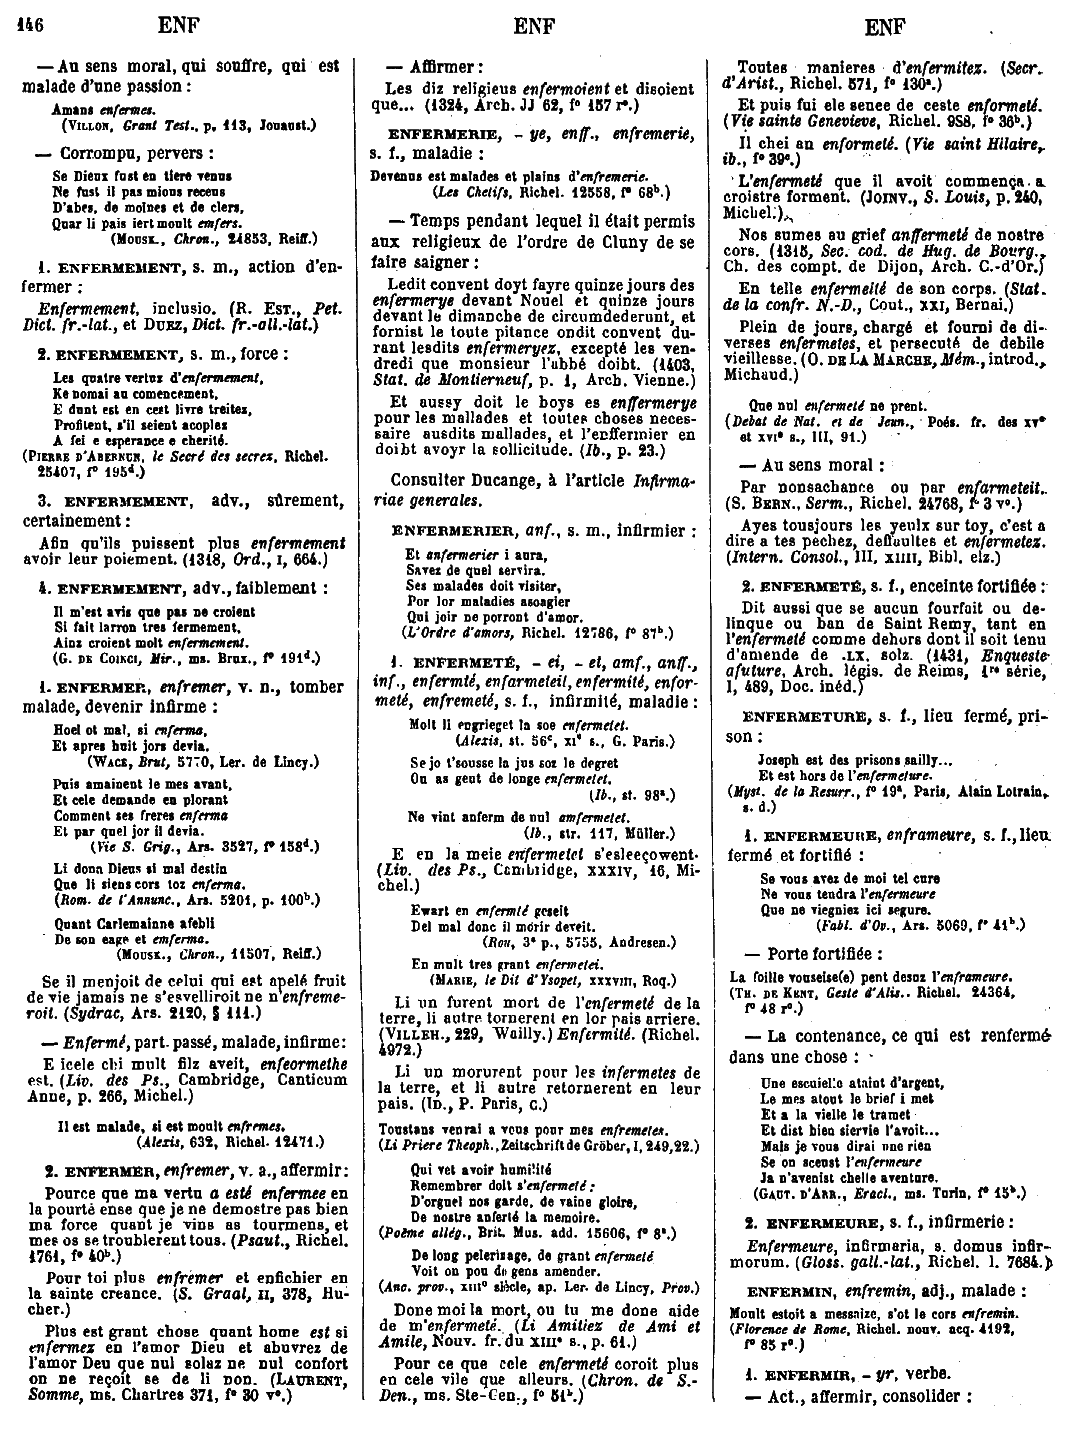 146 ENF ENF ENF
— Au sens moral, qui souffre, qui est
malade d'une passion :
Amans enfermes.
(VILLON, Grant Test., p. 113, Jouaust.)
— Corrompu, pervers :
Se Dieux fust en tiere venus
Ne fust il pas mious receus
D'abes, de moines et de clers,
Quar li pais iert moult emfers.
(MOUSK., Chron., 24853, Reiff.)
1. ENFERMEMENT, s. m., action d'en-
fermer :
Enfermement, inclusio. (R. EST., Pet.
Dict. fr.-lat., et DUEZ, Dict. fr.-all.-lat.)
2. ENFERMEMENT, s. m., force :
Les quatre vertuz d'enfermement,
Ke nomai au comencement,
E dunt est en cest livre treitez,
Profitent, s'il seient acoples
A fei e esperance e cherité.
(PIERRE D'ABERNUN, le Secré des secrez, Richel.
25407, f° 195d.)
3. ENFERMEMENT, adv., sûrement,
certainement :
Afin qu'ils puissent plus enfermement
avoir leur poiement. (1318, Ord., I, 664.)
4. ENFERMEMENT, adv., faiblement :
Il m'est avis que pas ne croient
Si fait larron tres fermement,
Ainz croient molt enfermement.
(G. DE COINCI, Mir., ms. Brux., f° 191d.)
1. ENFERMER, enfremer, v. n., tomber
malade, devenir infirme :
Hoel ot mal, si enferma,
Et apres huit jors devia.
(WACE, Brut, 5770, Ler. de Lincy.)
Puis amainent le mes avant,
Et cele demande en plorant
Comment ses freres enferma
Et par quel jor il devia.
(Vie S. Grig., Ars. 3527, f° 158d.)
Li dona Dieus si mal destin
Que li siens cors toz enferma.
(Rom. de l'Annunc., Ars. 5201, p. 100b.)
Quant Carlemainne afebli
De son eage et emferma.
(MOUSK., Chron., 11507, Reiff.)
Se il menjoit de celui qui est apelé fruit
de vie jamais ne s'esvelliroit ne n'enfreme-
roit. (Sydrac, Ars. 2120, § 111.)
— Enfermé, part. passé, malade, infirme :
E icele chi mult filz aveit, enfeormethe
est. (Liv. des Ps., Cambridge, Canticum
Anne, p. 266, Michel.)
Il est malade, si est moult enfremes.
(Alexis, 632, Richel. 12471.)
2. ENFERMER, enfremer, v. a., affermir :
Pource que ma vertu a esté enfermee en
la pourté ense que je ne demostre pas bien
ma force quant je vins as tourmens, et
mes os se troublerent tous. (Psaut., Richel.
1761, f° 40b.)
Pour toi plus enfremer et enfichier en
la sainte creance. (S. Graal, II, 378, Hu-
cher.)
Plus est grant chose quant home est si
enfermez en l'amor Dieu et abuvrez de
l'amor Deu que nul solaz ne nul confort
on ne reçoit se de li non. (LAURENT,
Somme, ms. Chartres 371, f° 30 v°.)
— Affirmer :
Les diz religieus enfermoient et disoient
que... (1324, Arch. JJ 62, f° 157 r°.)
ENFERMERIE, - ye, enff., enfremerie,
s. f., maladie :
Devenus est malades et plains d'enfremerie.
(Les Chetifs, Richel. 12558, f° 68b.)
— Temps pendant lequel il était permis
aux religieux de l'ordre de Cluny de se
faire saigner :
Ledit convent doyt fayre quinze jours des
enfermerye devant Nouel et quinze jours
devant le dimanche de circumdederunt, et
fornist le toute pitance ondit convent du-
rant lesdits enfermeryez, excepté les ven-
dredi que monsieur l'abbé doibt. (1403,
Stat. de Montierneuf, p. 1, Arch. Vienne.)
Et aussy doit le boys es enffermerye
pour les mallades et toutes choses neces-
saire ausdits mallades, et l'enffermier en
doibt avoyr la sollicitude. (Ib., p. 23.)
Consulter Ducange, à l'article Infirma-
riae generales.
ENFERMERIER, anf., s. m., infirmier :
Et anfermerier i aura,
Savez de quel servira.
Ses malades doit visiter,
Por lor maladies asoagier
Qui joir ne porront d'amor.
(L'Ordre d'amors, Richel. 12786, f° 87b.)
1. ENFERMETÉ, - ei, - et, amf., anff.,
inf., enfermté, enfarmeteil, enfermité, enfor-
meté, enfremeté, s. f., infirmité, maladie :
Molt li engrieget la soe enfermetet.
(Alexis, st. 56c, XIe s., G. Paris.)
Se jo t'sousse la jus soz le degret
Ou as geut de longe enfermetet.
(Ib., st. 98a.)
Ne vint anferm de nul amfermetet.
(Ib., str. 117, Müller.)
E en la meie enfermetet s'esleeçowent.
(Liv. des Ps., Cambridge, XXXIV, 16, Mi-
chel.)
Ewart en enfermté geseit
Del mal donc il morir deveit.
(Rou, 3e p., 5755, Andresen.)
En mult tres grant enfermetei.
(MARIE, le Dit d'Ysopet, XXXVIII, Roq.)
Li un furent mort de l'enfermeté de la
terre, li autre tornerent en lor pais arriere.
(VILLEH., 229, Wailly.) Enfermité. (Richel.
4972.)
Li un morurent pour les infermetes de
la terre, et li autre retornerent en leur
pais. (ID., P. Paris, C.)
Toustans venrai a vous pour mes enfremetes.
(Li Priere Theoph., Zeitschrift de Gröber, I, 249, 22.)
Qui vet avoir humilité
Remembrer doit s'enfermeté ;
D'orguel nos garde, de vaine gloire,
De nostre anferté la memoire.
(Poème allég., Brit. Mus. add. 15606, f° 8a.)
De long pelerinage, de grant enfermeté
Voit on pou de gens amender.
(Anc. prov., XIIIe siècle, ap. Ler. de Lincy, Prov.)
Done moi la mort, ou tu me done aide
de m'enfermeté. (Li Amitiez de Ami et
Amile, Nouv. fr. du XIIIe s., p. 61.)
Pour ce que cele enfermeté coroit plus
en cele vile que alleurs. (Chron. de S.-
Den., ms. Ste-Gen., f° 51b.)
Toutes manieres d'enfermitez. (Secr.
d'Arist., Richel. 571, f° 130a.)
Et puis fui ele senee de ceste enformeté.
(Vie sainte Genevieve, Richel. 988, f° 36b.)
Il chei an enformeté. (Vie saint Hilaire,
ib., f° 39c.)
L'enfermeté que il avoit commença a
croistre forment. (JOINV., S. Louis, p. 240,
Michel.)
Nos sumes au grief anffermeté de nostre
cors. (1315, Sec. cod. de Hug. de Bourg.,
Ch. des compt. de Dijon, Arch. C.-d'Or.)
En telle enfermeité de son corps. (Stat.
de la confr. N.-D., Cout., XXI, Bernai.)
Plein de jours, chargé et fourni de di-
verses enfermetes, et persecuté de debile
vieillesse. (O. DE LA MARCHE, Mém., introd.,
Michaud.)
Que nul enfermeté ne prent.
(Debat de Nat. et de Jeun., Poés. fr. des XVe
et XVIe s., III, 91.)
— Au sens moral :
Par nonsachance ou par enfarmeteit.
(S. BERN., Serm., Richel. 24768, f° 3 v°.)
Ayes tousjours les yeulx sur toy, c'est a
dire a tes pechez, deffaultes et enfermetez.
(Intern. Consol., III, XIIII, Bibl. elz.)
2. ENFERMETÉ, s. f., enceinte fortifiée :
Dit aussi que se aucun fourfait ou de-
linque ou ban de Saint Remy, tant en
l'enfermeté comme dehors dont il soit tenu
d'amende de .LX. solz. (1431, Enqueste
afuture, Arch. légis. de Reims, 1re série,
I, 489, Doc. inéd.)
ENFERMETURE, s. f., lieu fermé, pri-
son :
Joseph est des prisons sailly...
Et est hors de l'enfermeture.
(Myst. de la Resurr., f° 19a, Paris, Alain Lotrain,
s. d.)
1. ENFERMEURE, enframeure, s. f., lieu
fermé et fortifié :
Se vous avez de moi tel cure
Ne vous tendra l'enfermeure
Que ne viegniez ici segure.
(Fabl. d'Ov., Ars. 5069, f° 41b.)
— Porte fortifiée :
La foille vouseise(e) pent desuz l'enframeure.
(TH. DE KENT, Geste d'Alis., Richel. 24364,
f° 48 r°.)
— La contenance, ce qui est renfermé
dans une chose :
Une escuielle ataint d'argent,
Le mes atout le brief i met
Et a la vielle le tramet
Et dist bien siervie l'avoit...
Mais je vous dirai une rien
Se on sceust l'enfermeure
Ja n'avenist chelle aventure.
(GAUT. D'ARR., Eracl., ms. Turin, f° 15b.)
2. ENFERMEURE, s. f., infirmerie :
Enfermeure, infirmaria, s. domus infir-
morum. (Gloss. gall.-lat., Richel. l. 7684.)
ENFERMIN, enfremin, adj., malade :
Moult estoit a messaize, s'ot le cors enfremin.
(Florence de Rome, Richel. nouv. acq. 4192,
f° 85 r°.)
1. ENFERMIR, - yr, verbe.
— Act., affermir, consolider :